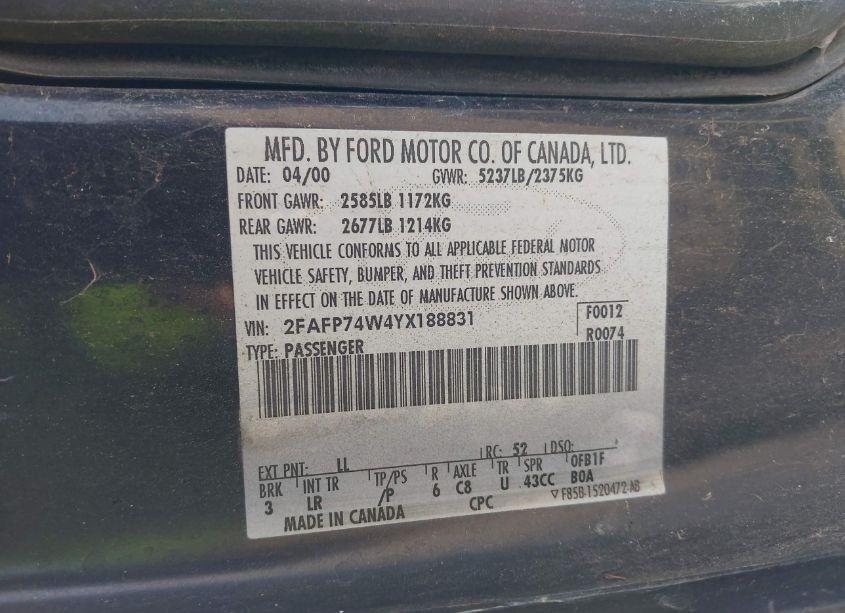 MFD. BY FORD MOTOR CO. OF CANADA, LTD.
DATE: 04/00 GVWR: 5237LB/2375KG
FRONT GAWR: 2585LB 1172KG
REAR GAWR: 2677LB 1214KG
THIS VEHICLE CONFORMS TO ALL APPLICABLE FEDERAL MOTOR
VEHICLE SAFETY, BUMPER, AND THEFT PREVENTION STANDARDS
IN EFFECT ON THE DATE OF MANUFACTURE SHOWN ABOVE.
VIN: 2FAFP74W4YX188831 F0012
TYPE: PASSENGER R0074
EXT PNT: LL RC: 52 DSO:
BRK INT TR TP/PS R AXLE TR SPR 0FB1F
3 LR /P 6 C8 U .43CC BOA
MADE IN CANADA CPC ▽F85B-1520472-AB